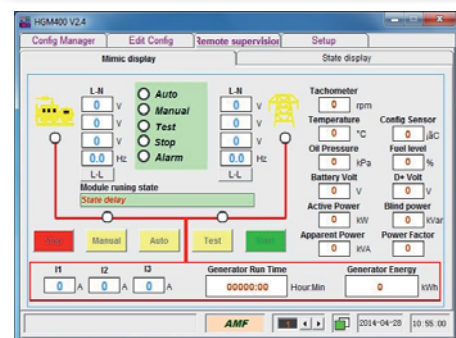 HGM400 V2.4
Config Manager Edit Config Remote supervision Setup
Mimic display State display
L-N
0 V
0 V
0 V
0.0 Hz
L-L
Auto
Manual
Test
Stop
Alarm
L-N
0 V
0 V
0 V
0.0 Hz
L-L
Module runing state
State delay
Manual Auto Test
Tachometer
0 rpm
Temperature Config Sensor
0 °C 0
Oil Pressure Fuel level
0 kPa 0 %
Battery Volt D+ Volt
0 V 0 V
Active Power Blind power
0 kW 0 kVar
Apparent Power Power Factor
0 kVA 0
I1 I2 I3 Generator Run Time Generator Energy
0 A 0 A 0 A 00000:00 Hour:Min 0 kWh
AMF 1 2014-04-28 10:55:00